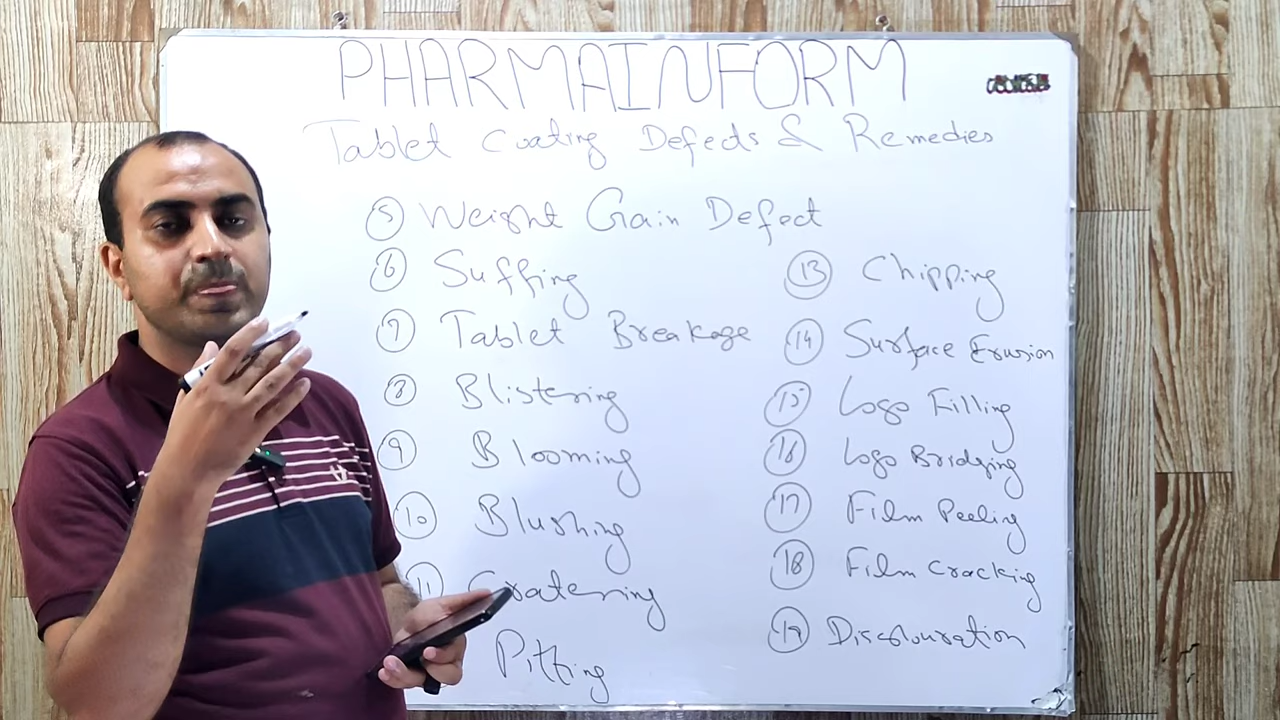 PHARMAINFORM
Tablet Coating Defects & Remedies
5 Weight Gain Defect
6 Suffing
7 Tablet Breakage
8 Blistering
9 Blooming
10 Blushing
11 Cratering
Pitting
13 Chipping
14 Surface Erusion
15 Logo Filling
16 Logo Bridging
17 Film Peeling
18 Film Cracking
19 Discolouration